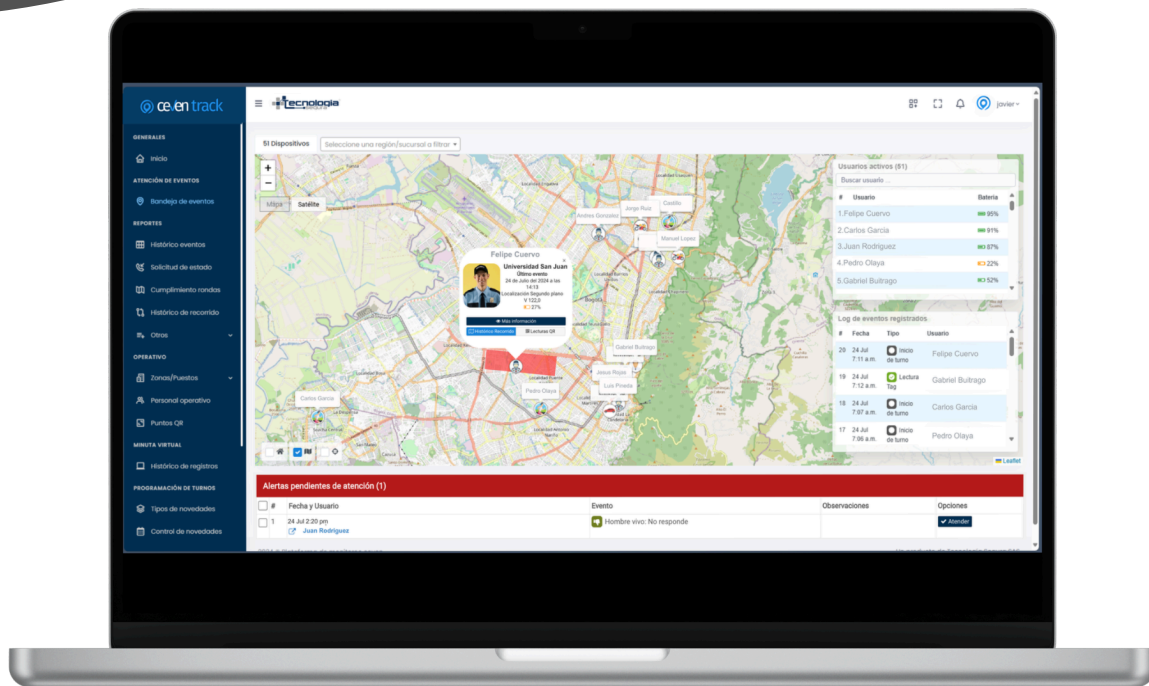 ceven track
tecnologia
javier
GENERALES
Inicio
ATENCIÓN DE EVENTOS
Bandeja de eventos
REPORTES
Histórico eventos
Solicitud de estado
Cumplimiento rondas
Histórico de recorrido
Otros
OPERATIVO
Zonas/Puestos
Personal operativo
Puntos QR
MINUTA VIRTUAL
Histórico de registros
PROGRAMACIÓN DE TURNOS
Tipos de novedades
Control de novedades
51 Dispositivos
Seleccione una región/sucursal a filtrar
+
−
Mapa
Satélite
Castillo
Jorge Ruiz
Andres Gonzalez
Manuel Lopez
Felipe Cuervo
Universidad San Juan
Último evento
24 de Julio del 2024 a las
14:13
Localización Segundo plano
V 122,0
27%
Más información
Histórico Recorrido
Lecturas QR
Bogotá
Gabriel Buitrago
Jesus Rojas
Luis Pineda
Pedro Olaya
Carlos Garcia
Leaflet
Usuarios activos (51)
Buscar usuario ...
# Usuario Bateria
1.Felipe Cuervo 95%
2.Carlos Garcia 91%
3.Juan Rodriguez 87%
4.Pedro Olaya 22%
5.Gabriel Buitrago 52%
Log de eventos registrados
# Fecha Tipo Usuario
20 24 Jul 7:11 a.m. Inicio de turno Felipe Cuervo
19 24 Jul 7:12 a.m. Lectura Tag Gabriel Buitrago
18 24 Jul 7:07 a.m. Inicio de turno Carlos Garcia
17 24 Jul 7:06 a.m. Inicio de turno Pedro Olaya
Alertas pendientes de atención (1)
# Fecha y Usuario Evento Observaciones Opciones
1 24 Jul 2:20 pm Hombre vivo: No responde Atender
Juan Rodriguez